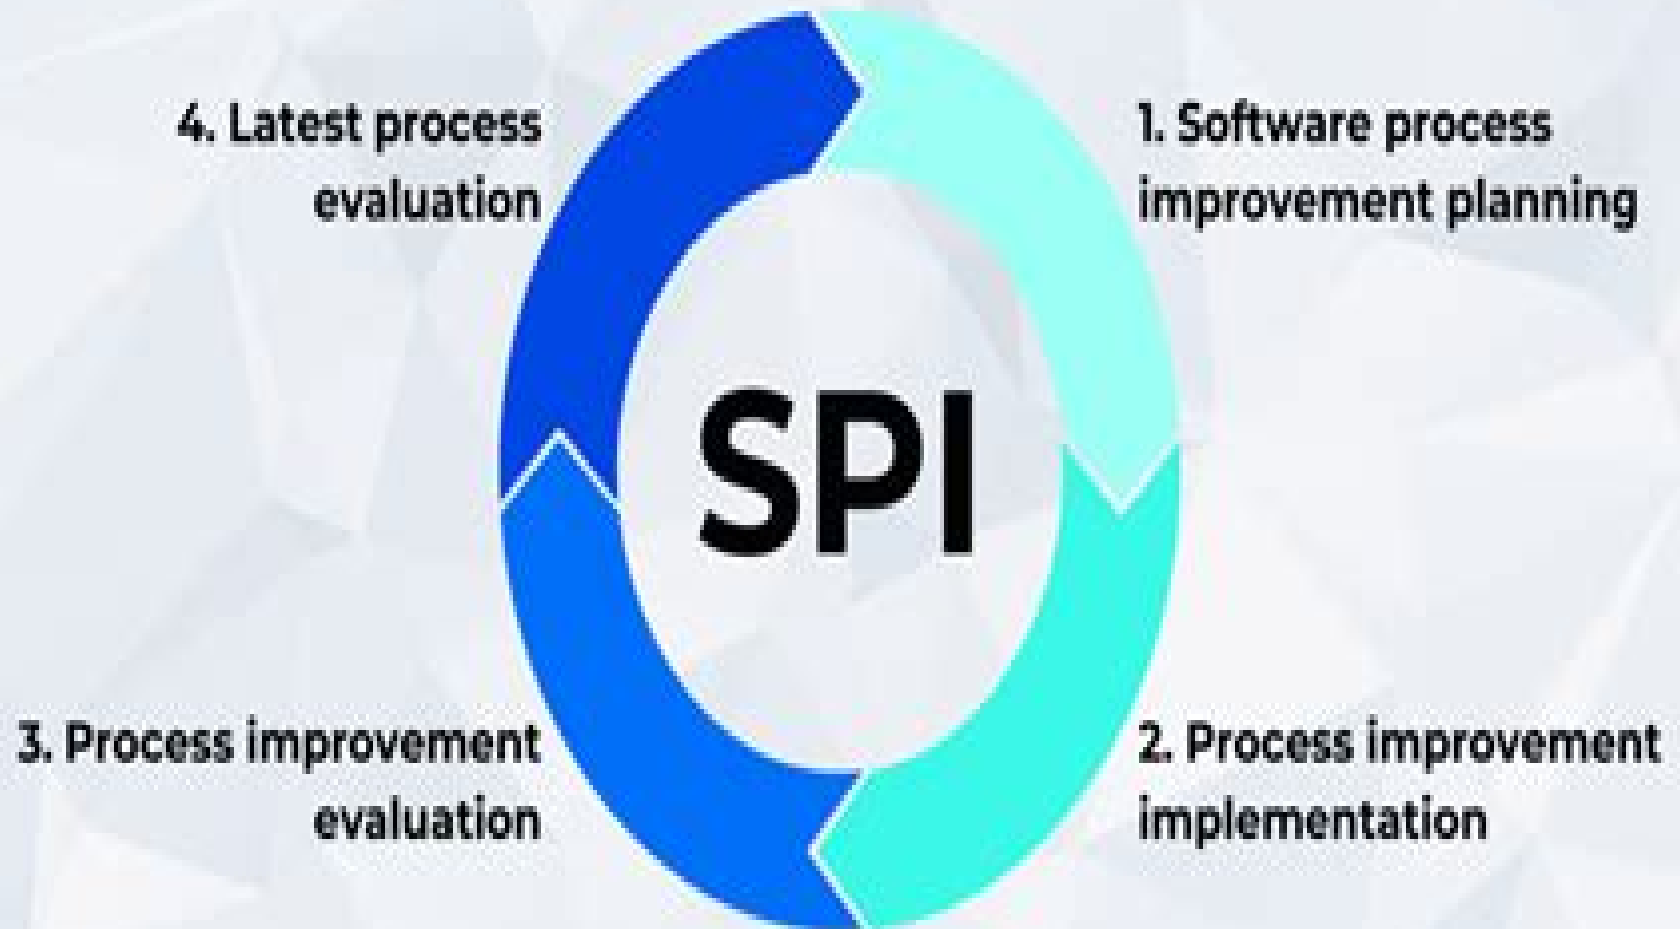 1. Software process
improvement planning
2. Process improvement
implementation
3. Process improvement
evaluation
4. Latest process
evaluation
SPI